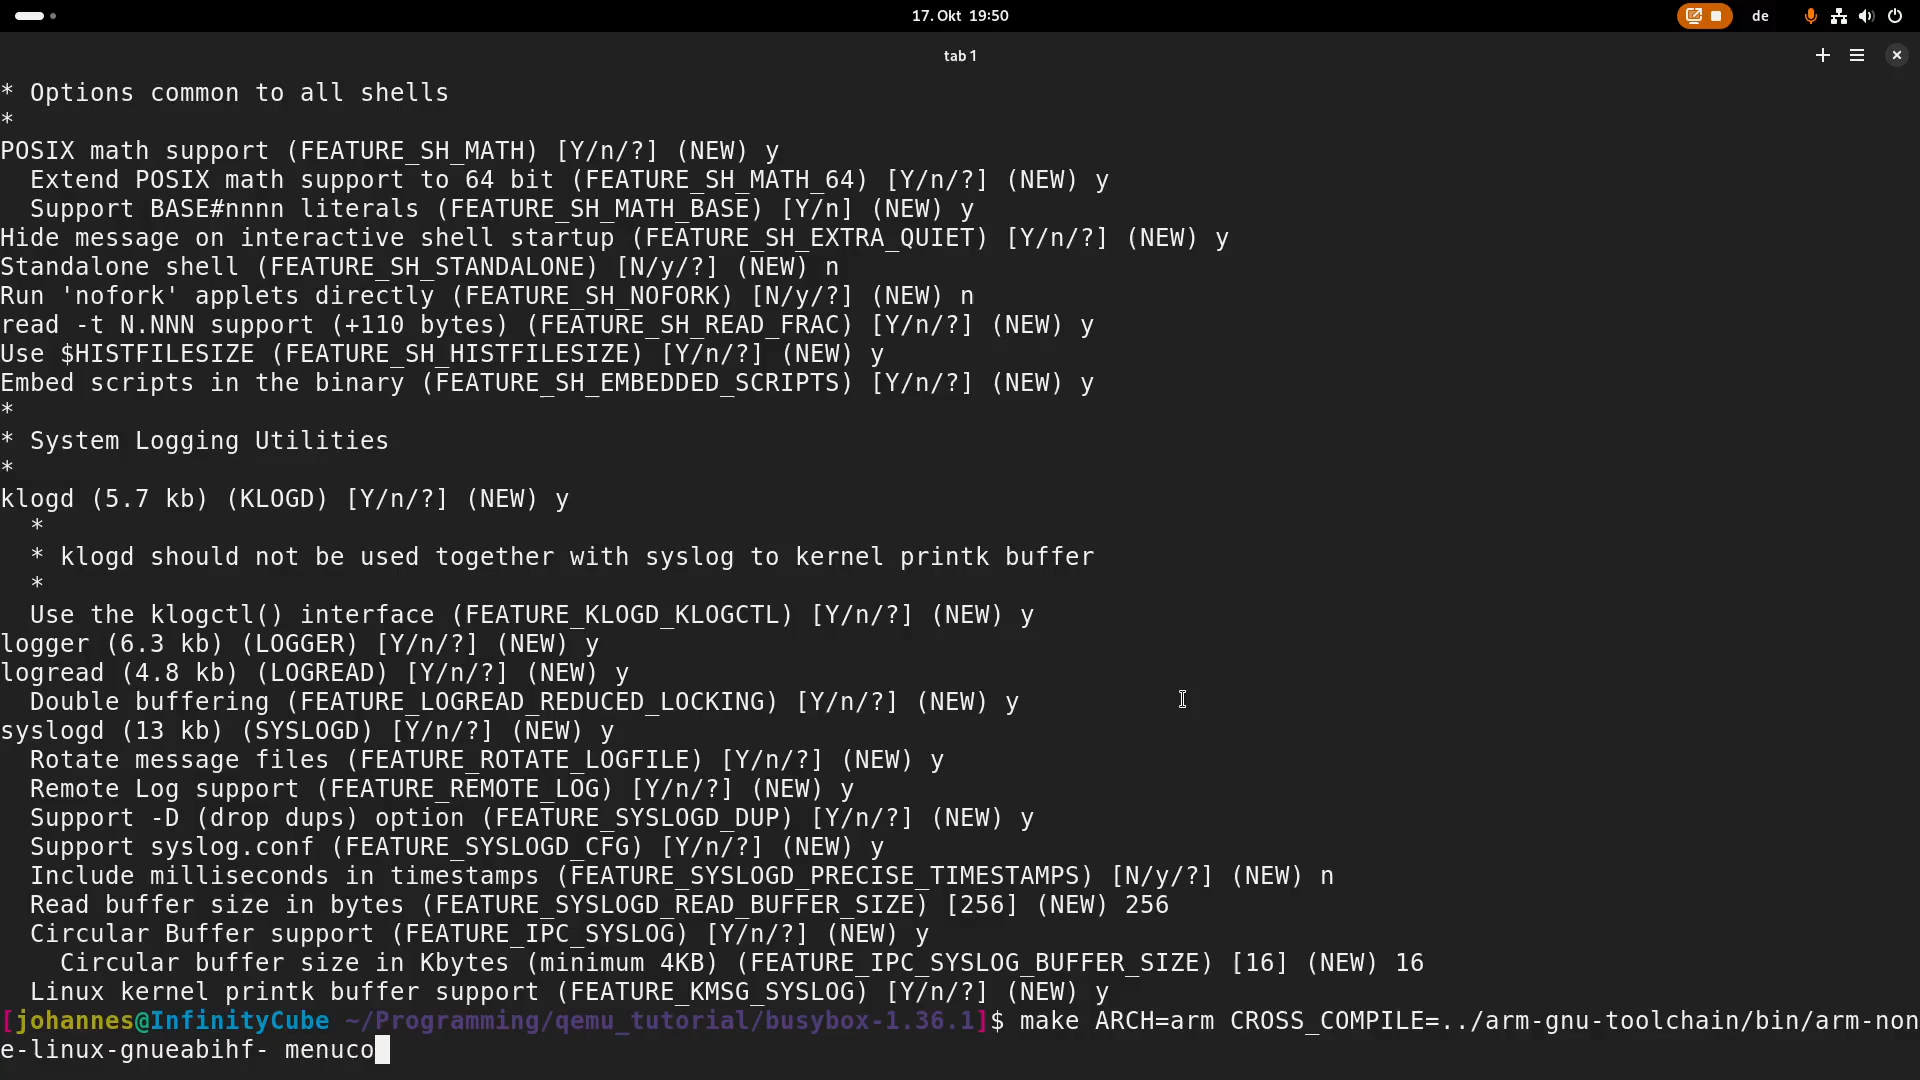 17. Okt 19:50
de
tab 1
* Options common to all shells
*
POSIX math support (FEATURE_SH_MATH) [Y/n/?] (NEW) y
  Extend POSIX math support to 64 bit (FEATURE_SH_MATH_64) [Y/n/?] (NEW) y
  Support BASE#nnnn literals (FEATURE_SH_MATH_BASE) [Y/n] (NEW) y
Hide message on interactive shell startup (FEATURE_SH_EXTRA_QUIET) [Y/n/?] (NEW) y
Standalone shell (FEATURE_SH_STANDALONE) [N/y/?] (NEW) n
Run 'nofork' applets directly (FEATURE_SH_NOFORK) [N/y/?] (NEW) n
read -t N.NNN support (+110 bytes) (FEATURE_SH_READ_FRAC) [Y/n/?] (NEW) y
Use $HISTFILESIZE (FEATURE_SH_HISTFILESIZE) [Y/n/?] (NEW) y
Embed scripts in the binary (FEATURE_SH_EMBEDDED_SCRIPTS) [Y/n/?] (NEW) y
*
* System Logging Utilities
*
klogd (5.7 kb) (KLOGD) [Y/n/?] (NEW) y
  *
  * klogd should not be used together with syslog to kernel printk buffer
  *
  Use the klogctl() interface (FEATURE_KLOGD_KLOGCTL) [Y/n/?] (NEW) y
logger (6.3 kb) (LOGGER) [Y/n/?] (NEW) y
logread (4.8 kb) (LOGREAD) [Y/n/?] (NEW) y
  Double buffering (FEATURE_LOGREAD_REDUCED_LOCKING) [Y/n/?] (NEW) y
syslogd (13 kb) (SYSLOGD) [Y/n/?] (NEW) y
  Rotate message files (FEATURE_ROTATE_LOGFILE) [Y/n/?] (NEW) y
  Remote Log support (FEATURE_REMOTE_LOG) [Y/n/?] (NEW) y
  Support -D (drop dups) option (FEATURE_SYSLOGD_DUP) [Y/n/?] (NEW) y
  Support syslog.conf (FEATURE_SYSLOGD_CFG) [Y/n/?] (NEW) y
  Include milliseconds in timestamps (FEATURE_SYSLOGD_PRECISE_TIMESTAMPS) [N/y/?] (NEW) n
  Read buffer size in bytes (FEATURE_SYSLOGD_READ_BUFFER_SIZE) [256] (NEW) 256
  Circular Buffer support (FEATURE_IPC_SYSLOG) [Y/n/?] (NEW) y
    Circular buffer size in Kbytes (minimum 4KB) (FEATURE_IPC_SYSLOG_BUFFER_SIZE) [16] (NEW) 16
  Linux kernel printk buffer support (FEATURE_KMSG_SYSLOG) [Y/n/?] (NEW) y
[johannes@InfinityCube ~/Programming/qemu_tutorial/busybox-1.36.1]$ make ARCH=arm CROSS_COMPILE=../arm-gnu-toolchain/bin/arm-non
e-linux-gnueabihf- menuco